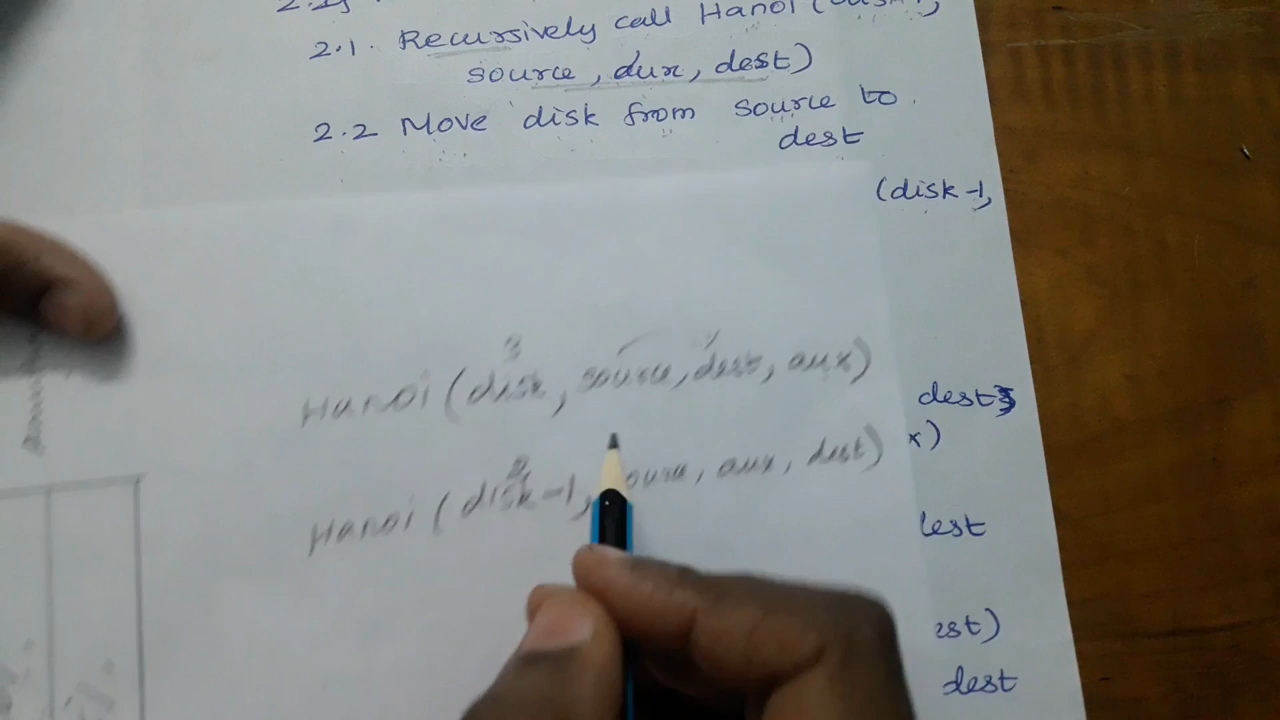 2.1. Recursively call Hanoi (
source, aux, dest)
2.2 Move disk from source to
dest
(disk-1,
3
Hanoi (disk, source, dest, aux)
dest
x)
2
Hanoi (disk-1, source, aux, dest)
lest
est)
dest